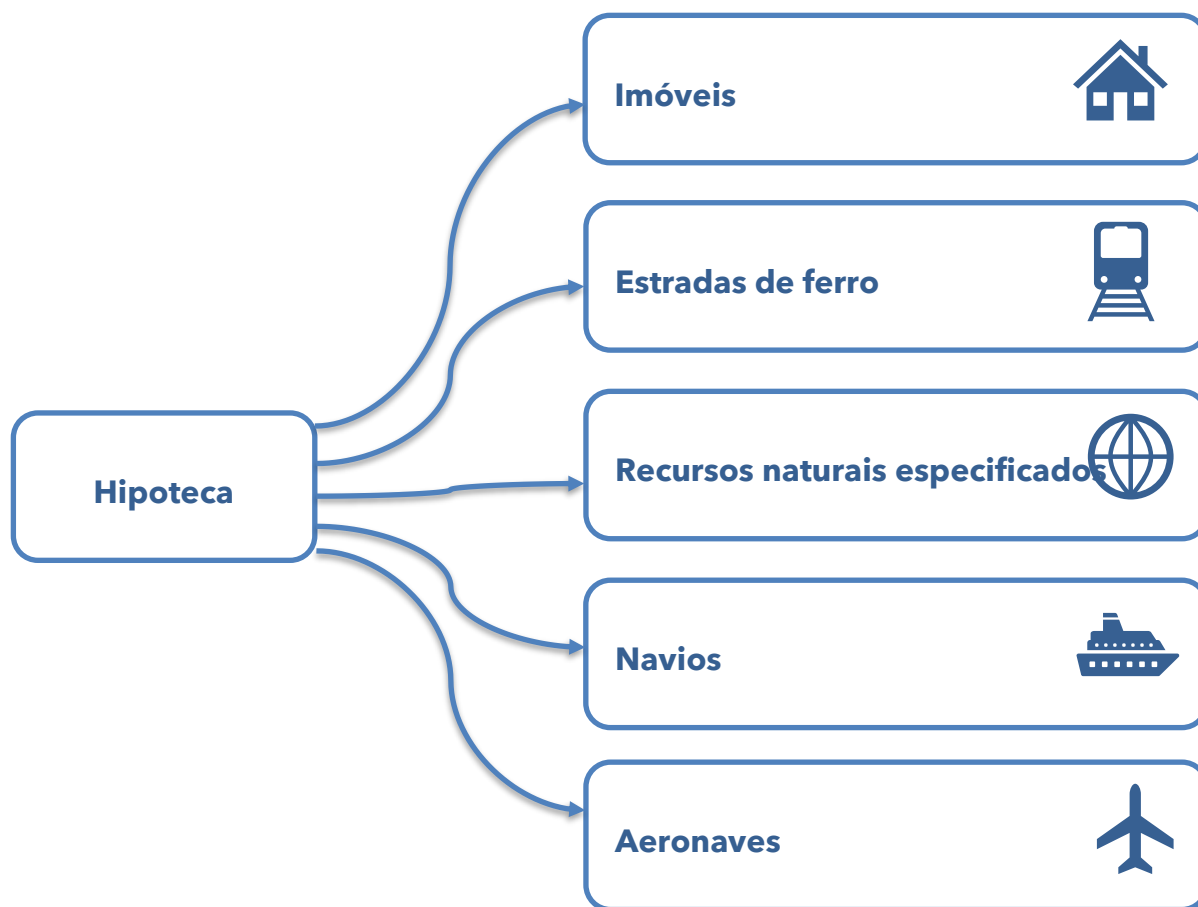 Imóveis
Estradas de ferro
Hipoteca
Recursos naturais especificados
Navios
Aeronaves